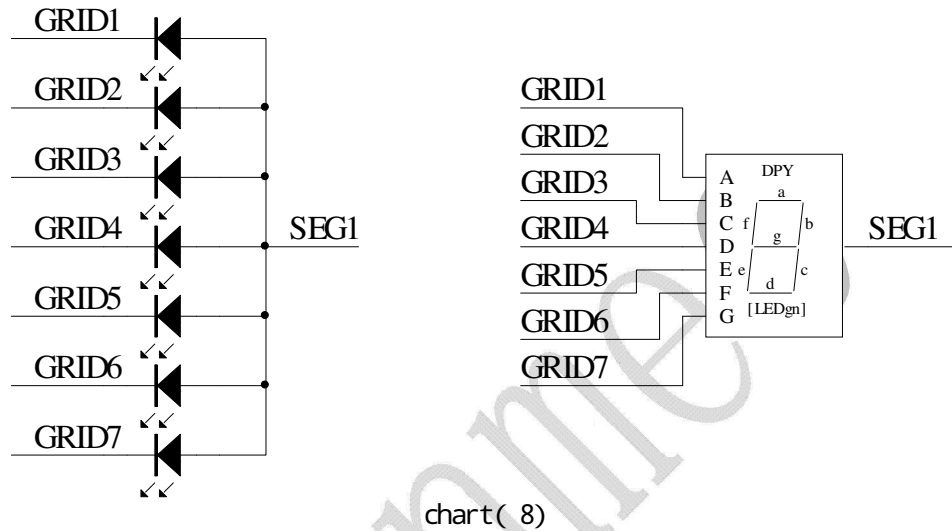 GRID1
GRID2
GRID3
GRID4
GRID5
GRID6
GRID7
SEG1
GRID1
GRID2
GRID3
GRID4
GRID5
GRID6
GRID7
A
B
C
D
E
F
G
DPY
a
f
b
g
e
c
d
[LEDgn]
SEG1
chart( 8)